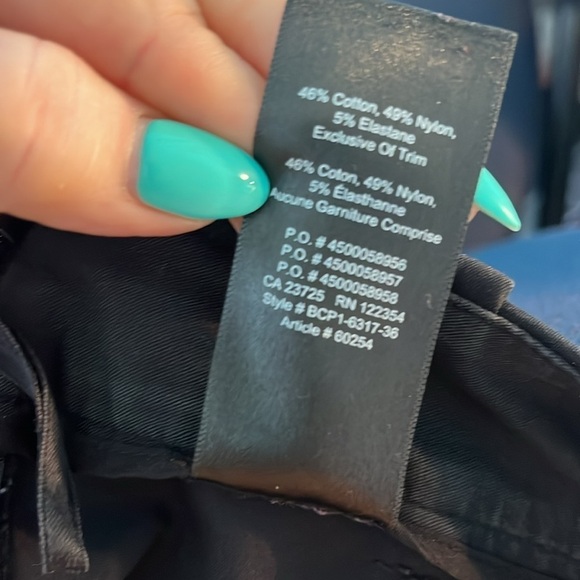 46% Cotton, 49% Nylon,
5% Elastane
Exclusive Of Trim
46% Coton, 49% Nylon,
5% Élasthanne
Aucune Garniture Comprise
P.O. # 4500058956
P.O. # 4500058957
P.O. # 4500058958
CA 23725 RN 122354
Style # BCP1-6317-36
Article # 60254